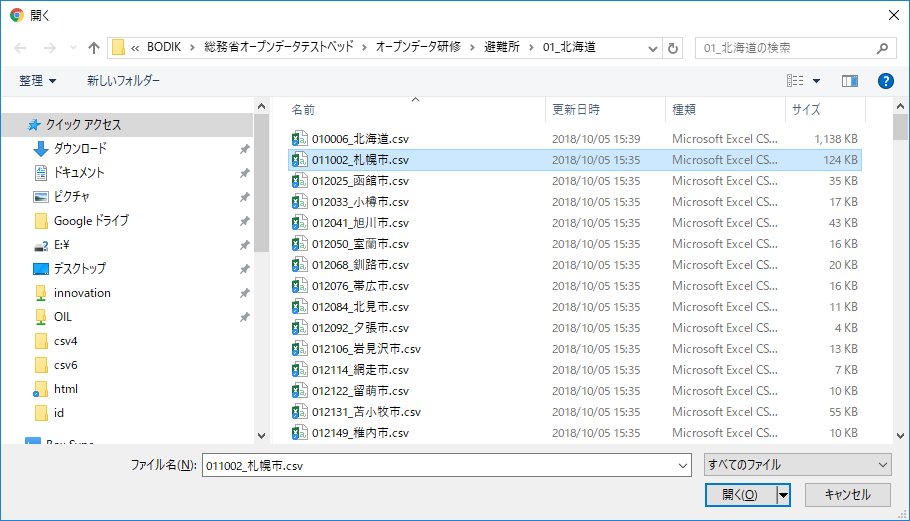 開く
« BODIK › 総務省オープンデータテストベッド › オープンデータ研修 › 避難所 › 01_北海道
01_北海道の検索
整理 新しいフォルダー
クイック アクセス
ダウンロード
ドキュメント
ピクチャ
Google ドライブ
E:¥
デスクトップ
innovation
OIL
csv4
csv6
html
id
名前 更新日時 種類 サイズ
010006_北海道.csv 2018/10/05 15:39 Microsoft Excel CS... 1,138 KB
011002_札幌市.csv 2018/10/05 15:35 Microsoft Excel CS... 124 KB
012025_函館市.csv 2018/10/05 15:35 Microsoft Excel CS... 35 KB
012033_小樽市.csv 2018/10/05 15:35 Microsoft Excel CS... 17 KB
012041_旭川市.csv 2018/10/05 15:35 Microsoft Excel CS... 43 KB
012050_室蘭市.csv 2018/10/05 15:35 Microsoft Excel CS... 16 KB
012068_釧路市.csv 2018/10/05 15:35 Microsoft Excel CS... 20 KB
012076_帯広市.csv 2018/10/05 15:35 Microsoft Excel CS... 16 KB
012084_北見市.csv 2018/10/05 15:35 Microsoft Excel CS... 11 KB
012092_夕張市.csv 2018/10/05 15:35 Microsoft Excel CS... 4 KB
012106_岩見沢市.csv 2018/10/05 15:35 Microsoft Excel CS... 13 KB
012114_網走市.csv 2018/10/05 15:35 Microsoft Excel CS... 7 KB
012122_留萌市.csv 2018/10/05 15:35 Microsoft Excel CS... 10 KB
012131_苫小牧市.csv 2018/10/05 15:35 Microsoft Excel CS... 55 KB
012149_稚内市.csv 2018/10/05 15:35 Microsoft Excel CS... 10 KB
ファイル名(N): 011002_札幌市.csv すべてのファイル
開く(O) キャンセル